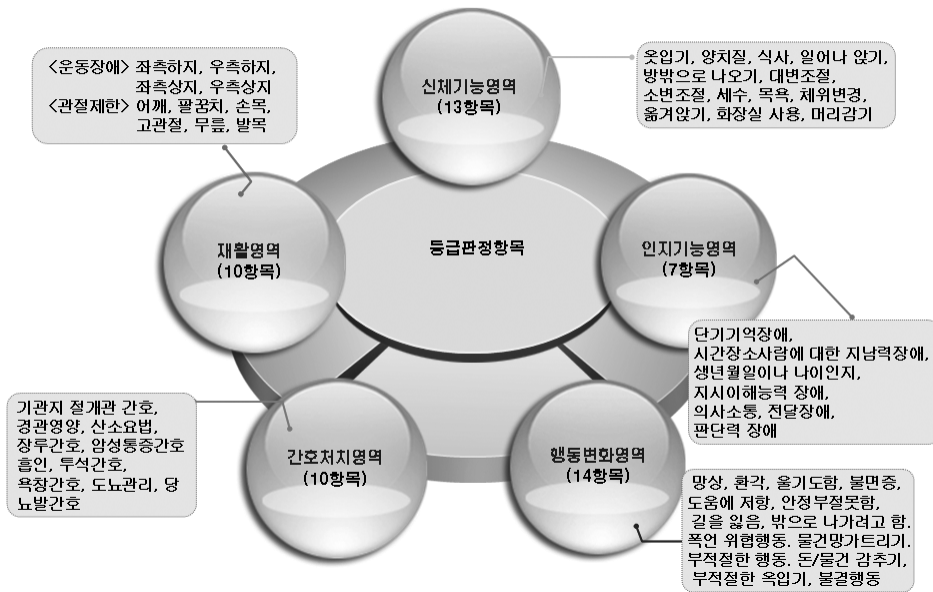 <운동장애> 좌측하지, 우측하지,
좌측상지, 우측상지
<관절제한> 어깨, 팔꿈치, 손목,
고관절, 무릎, 발목
신체기능영역
(13항목)
옷입기, 양치질, 식사, 일어나 앉기,
방밖으로 나오기, 대변조절,
소변조절, 세수, 목욕, 체위변경,
옮겨앉기, 화장실 사용, 머리감기
재활영역
(10항목)
등급판정항목
인지기능영역
(7항목)
단기기억장애,
시간장소사람에 대한 지남력장애,
생년월일이나 나이인지,
지시이해능력 장애,
의사소통, 전달장애,
판단력 장애
기관지 절개관 간호,
경관영양, 산소요법,
장루간호, 암성통증간호
흡인, 투석간호,
욕창간호, 도뇨관리, 당
뇨발간호
간호처치영역
(10항목)
행동변화영역
(14항목)
망상, 환각, 울기도함, 불면증,
도움에 저항, 안정부절못함,
길을 잃음, 밖으로 나가려고 함.
폭언 위협행동. 물건망가트리기.
부적절한 행동. 돈/물건 감추기,
부적절한 옥입기, 불결행동